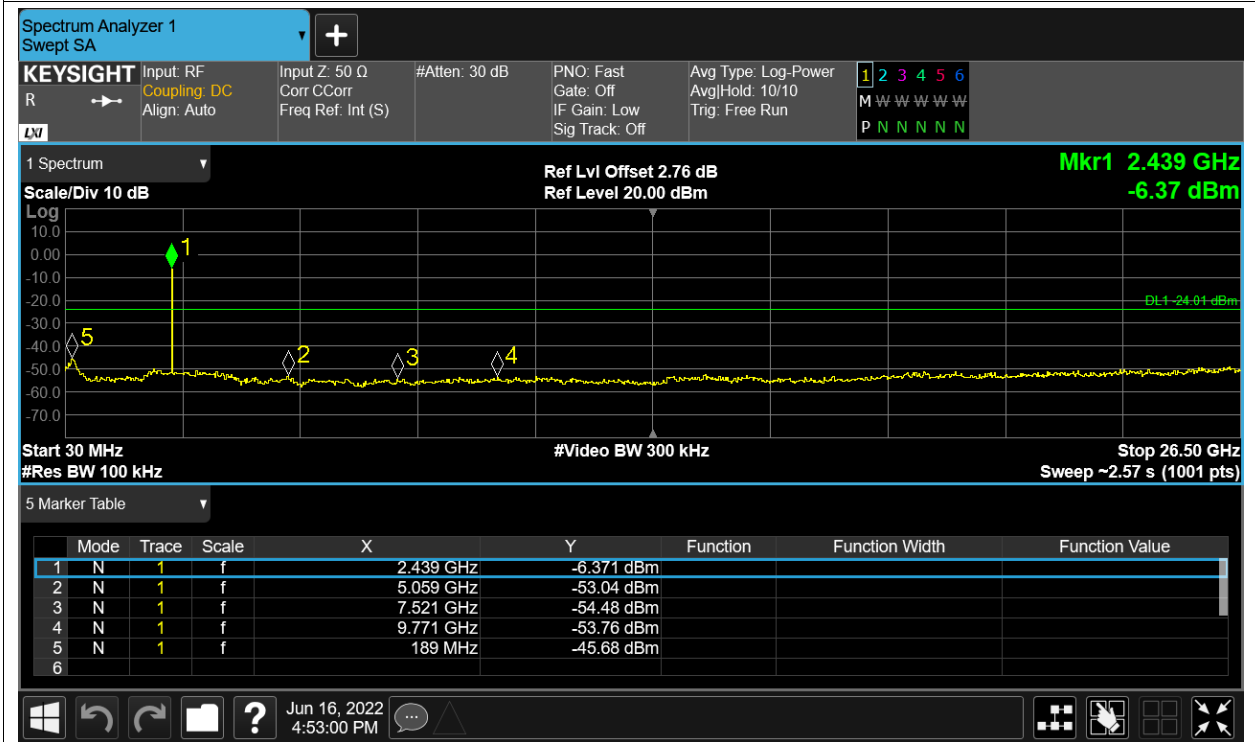 Spectrum Analyzer 1
Swept SA
+
KEYSIGHT
R
LXI
Input: RF
Coupling: DC
Align: Auto
Input Z: 50 Ω
Corr CCorr
Freq Ref: Int (S)
#Atten: 30 dB
PNO: Fast
Gate: Off
IF Gain: Low
Sig Track: Off
Avg Type: Log-Power
Avg|Hold: 10/10
Trig: Free Run
1 2 3 4 5 6
M W W W W W
P N N N N N
1 Spectrum
Scale/Div 10 dB
Ref Lvl Offset 2.76 dB
Ref Level 20.00 dBm
Mkr1 2.439 GHz
-6.37 dBm
Log
10.0
0.00
-10.0
-20.0
-30.0
-40.0
-50.0
-60.0
-70.0
1
5
2
3
4
DL1 -24.01 dBm
Start 30 MHz
#Video BW 300 kHz
Stop 26.50 GHz
#Res BW 100 kHz
Sweep ~2.57 s (1001 pts)
5 Marker Table
Mode Trace Scale X Y Function Function Width Function Value
1 N 1 f 2.439 GHz -6.371 dBm
2 N 1 f 5.059 GHz -53.04 dBm
3 N 1 f 7.521 GHz -54.48 dBm
4 N 1 f 9.771 GHz -53.76 dBm
5 N 1 f 189 MHz -45.68 dBm
6
?
Jun 16, 2022
4:53:00 PM